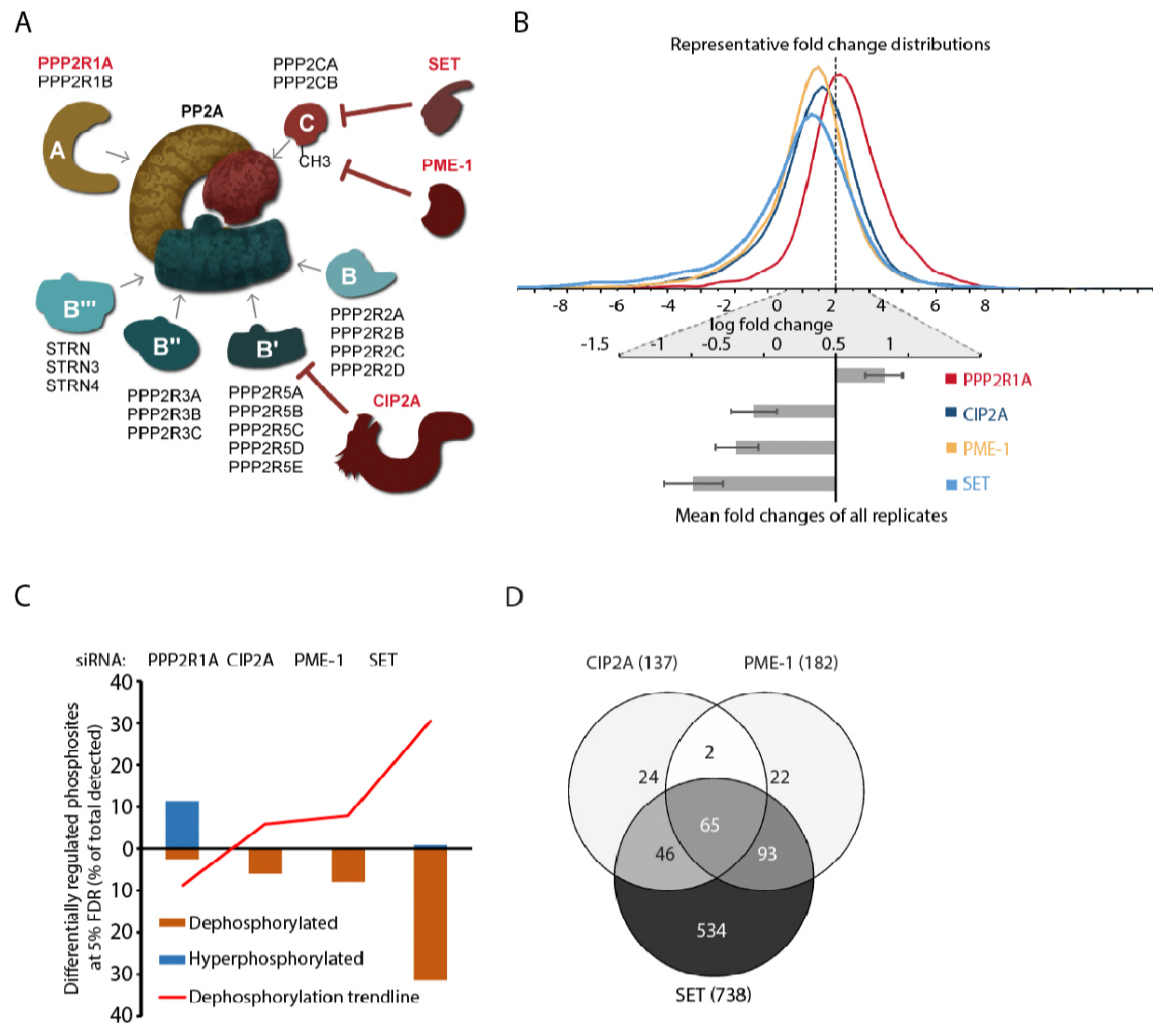 A
PPP2R1A
PPP2R1B
A
PP2A
PPP2CA
PPP2CB
C
CH3
SET
PME-1
B'''
STRN
STRN3
STRN4
B''
PPP2R3A
PPP2R3B
PPP2R3C
B'
PPP2R5A
PPP2R5B
PPP2R5C
PPP2R5D
PPP2R5E
B
PPP2R2A
PPP2R2B
PPP2R2C
PPP2R2D
CIP2A
B
Representative fold change distributions
-8 -6 -4 -2 0 2 4 6 8
log fold change
-1.5 -1 -0.5 0 0.5 1
PPP2R1A
CIP2A
PME-1
SET
Mean fold changes of all replicates
C
siRNA: PPP2R1A CIP2A PME-1 SET
Differentially regulated phosphosites
at 5% FDR (% of total detected)
40
30
20
10
0
10
20
30
40
Dephosphorylated
Hyperphosphorylated
Dephosphorylation trendline
D
CIP2A (137) PME-1 (182)
2
24 22
65
46 93
534
SET (738)